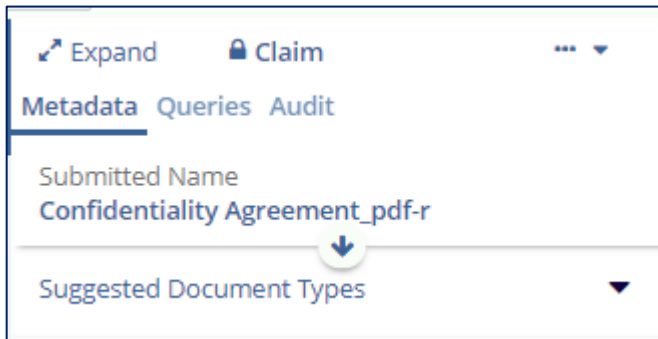 Expand Claim
Metadata Queries Audit
Submitted Name
Confidentiality Agreement_pdf-r
Suggested Document Types